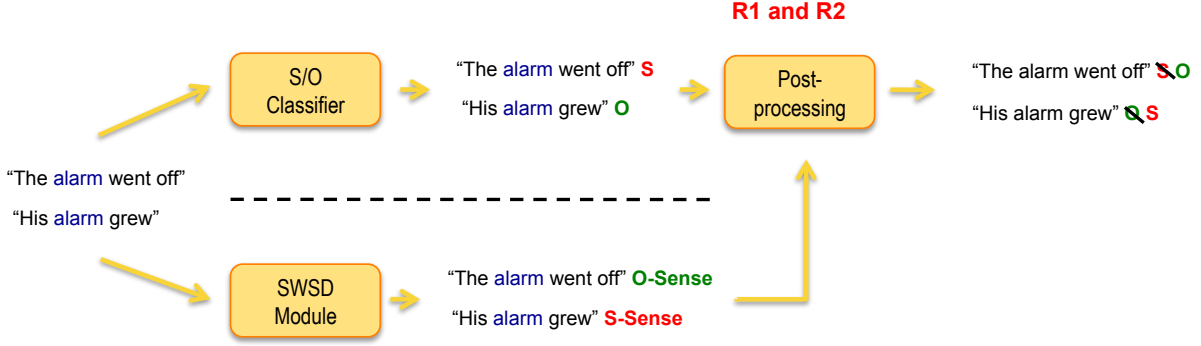 R1 and R2
S/O
Classifier
“The alarm went off” S
“His alarm grew” O
Post-
processing
“The alarm went off” S O
“His alarm grew” O S
“The alarm went off”
“His alarm grew”
SWSD
Module
“The alarm went off” O-Sense
“His alarm grew” S-Sense